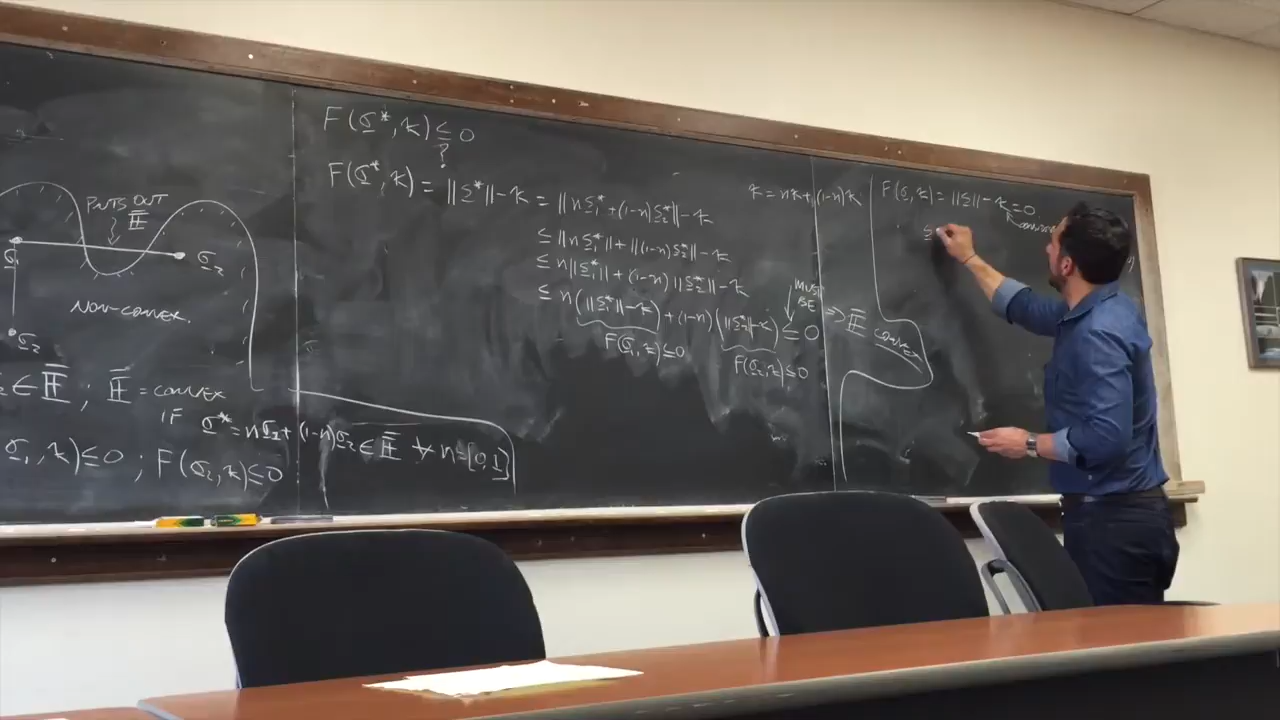 PUTS OUT
𝔼
σ₁
σ₂
NON-CONVEX.
σ₂
σ₂ ∈ 𝔼 ; 𝔼 = CONVEX
IF σ* = nσ₁ + (1-n)σ₂ ∈ 𝔼 ∀ n ∈ [0,1]
σ₁, k) ≤ 0 ; F(σ₂, k) ≤ 0
F(σ*, k) ≤ 0
?
F(σ*, k) = ||Σ*|| - k = ||nΣ₁* + (1-n)Σ₂*|| - k
≤ ||nΣ₁*|| + ||(1-n)Σ₂*|| - k
≤ n||Σ₁*|| + (1-n)||Σ₂*|| - k
≤ n(||Σ₁*|| - k) + (1-n)(||Σ₂*|| - k) ≤ 0
F(σ₁, k) ≤ 0
F(σ₂, k) ≤ 0
MUST BE
k = nk + (1-n)k
⇒ 𝔼 CONVEX
F(σ, k) = ||Σ|| - k = 0